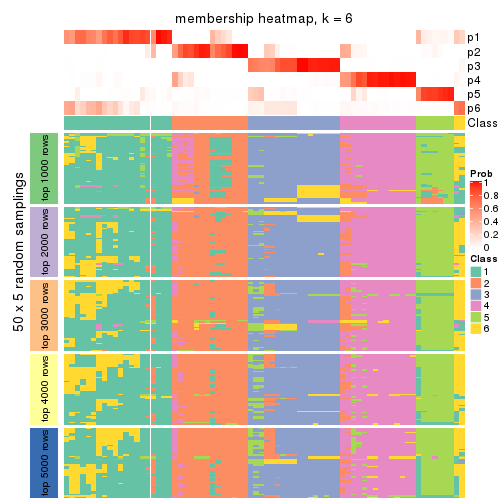 membership heatmap, k = 6
p1
p2
p3
p4
p5
p6
Class
50 x 5 random samplings
top 1000 rows
top 2000 rows
top 3000 rows
top 4000 rows
top 5000 rows
Prob
1
0.8
0.6
0.4
0.2
0
Class
1
2
3
4
5
6